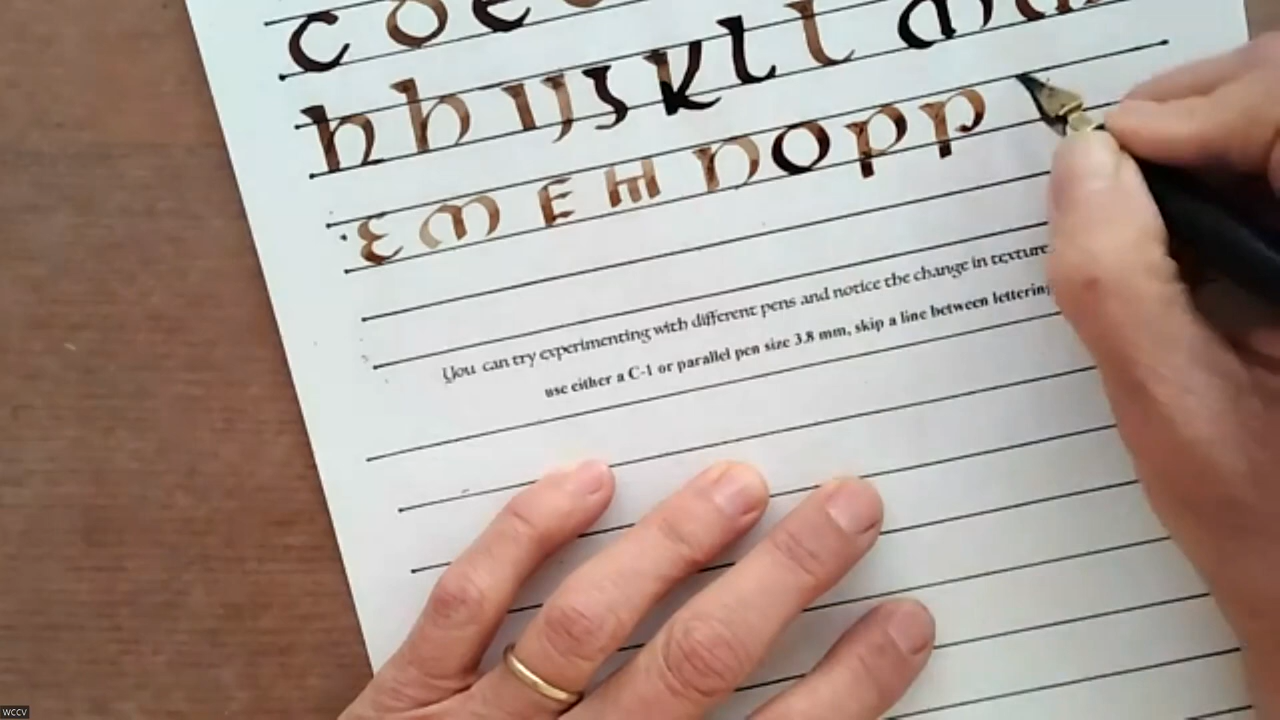 C O E
h h i j s k l l
E M E m n O p p
You can try experimenting with different pens and notice the change in texture
use either a C-1 or parallel pen size 3.8 mm, skip a line between lettering
WCCV